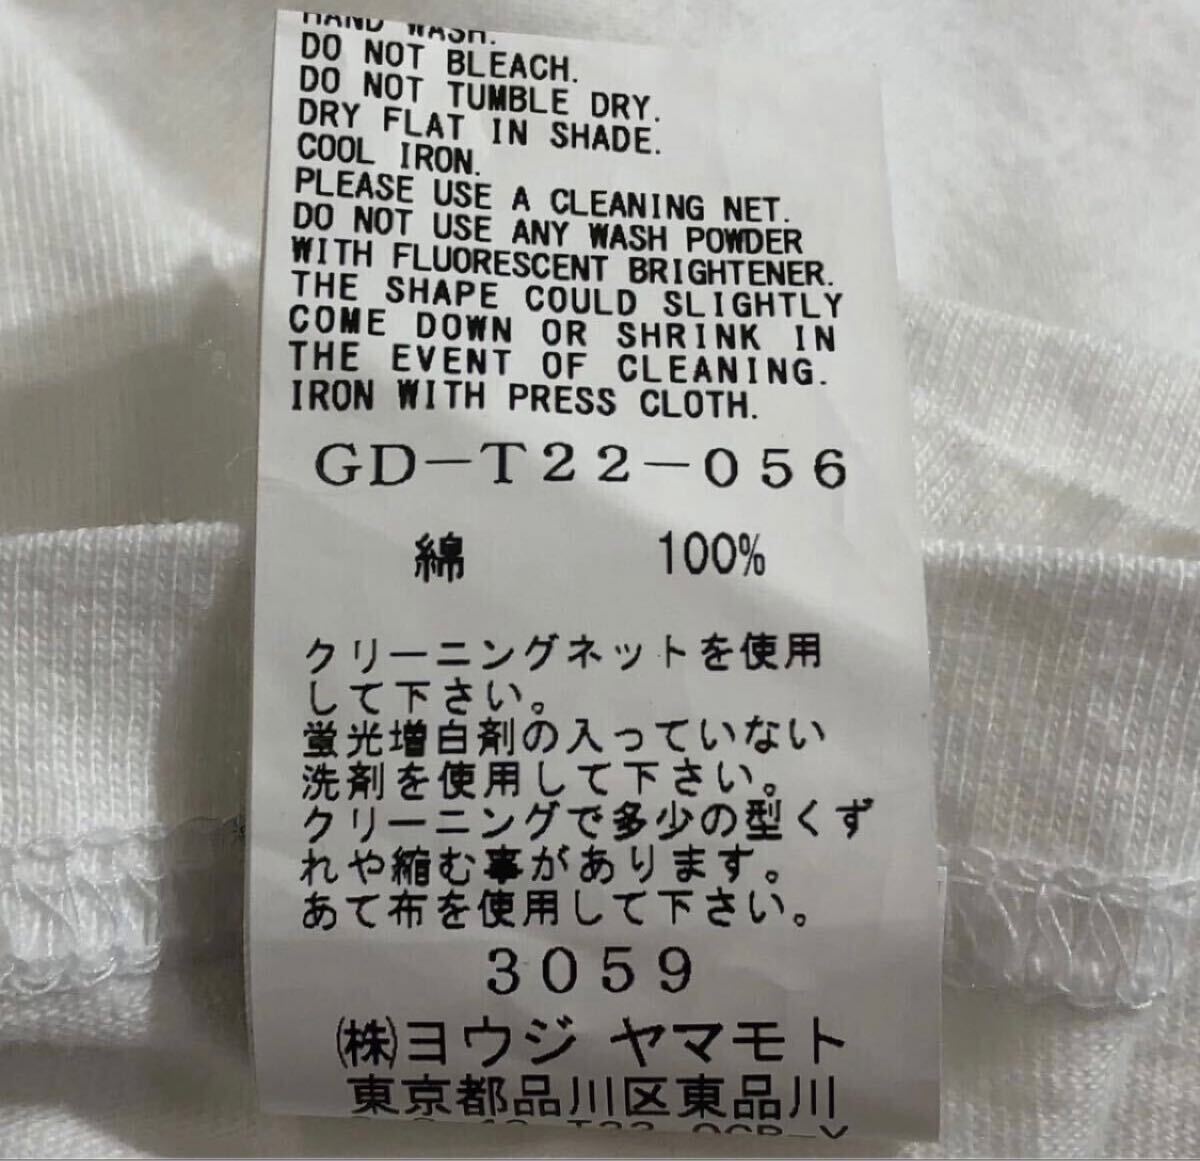 HAND WASH.
DO NOT BLEACH.
DO NOT TUMBLE DRY.
DRY FLAT IN SHADE.
COOL IRON.
PLEASE USE A CLEANING NET.
DO NOT USE ANY WASH POWDER
WITH FLUORESCENT BRIGHTENER.
THE SHAPE COULD SLIGHTLY
COME DOWN OR SHRINK IN
THE EVENT OF CLEANING.
IRON WITH PRESS CLOTH.
GD-T22-056
綿 100%
クリーニングネットを使用
して下さい。
蛍光増白剤の入っていない
洗剤を使用して下さい。
クリーニングで多少の型くず
れや縮む事があります。
あて布を使用して下さい。
3059
㈱ヨウジ ヤマモト
東京都品川区東品川